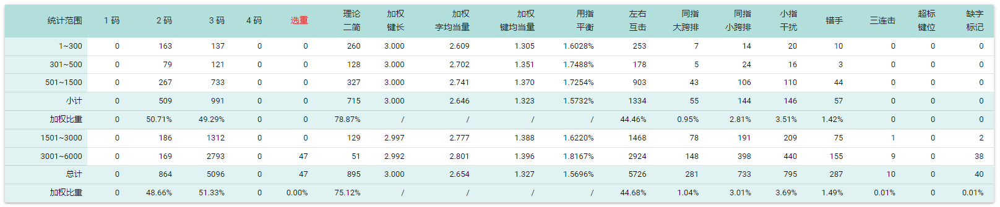 统计范围 1 码 2 码 3 码 4 码 选重 理论二简 加权键长 加权字均当量 加权键均当量 用指平衡 左右互击 同指大跨排 同指小跨排 小指干扰 错手 三连击 超标键位 缺字标记
1~300 0 163 137 0 0 260 3.000 2.609 1.305 1.6028% 253 7 14 20 10 0 0 0
301~500 0 79 121 0 0 128 3.000 2.702 1.351 1.7488% 178 5 24 16 3 0 0 0
501~1500 0 267 733 0 0 327 3.000 2.741 1.370 1.7254% 903 43 106 110 44 0 0 0
小计 0 509 991 0 0 715 3.000 2.646 1.323 1.5732% 1334 55 144 146 57 0 0 0
加权比重 0 50.71% 49.29% 0 0 78.87% / / / / 44.46% 0.95% 2.81% 3.51% 1.42% 0 0 0
1501~3000 0 186 1312 0 0 129 2.997 2.777 1.388 1.6220% 1468 78 191 209 75 1 0 2
3001~6000 0 169 2793 0 47 51 2.992 2.801 1.396 1.8167% 2924 148 398 440 155 9 0 38
总计 0 864 5096 0 47 895 3.000 2.654 1.327 1.5696% 5726 281 733 795 287 10 0 40
加权比重 0 48.66% 51.33% 0 0.00% 75.12% / / / / 44.68% 1.04% 3.01% 3.69% 1.49% 0.01% 0 0.01%